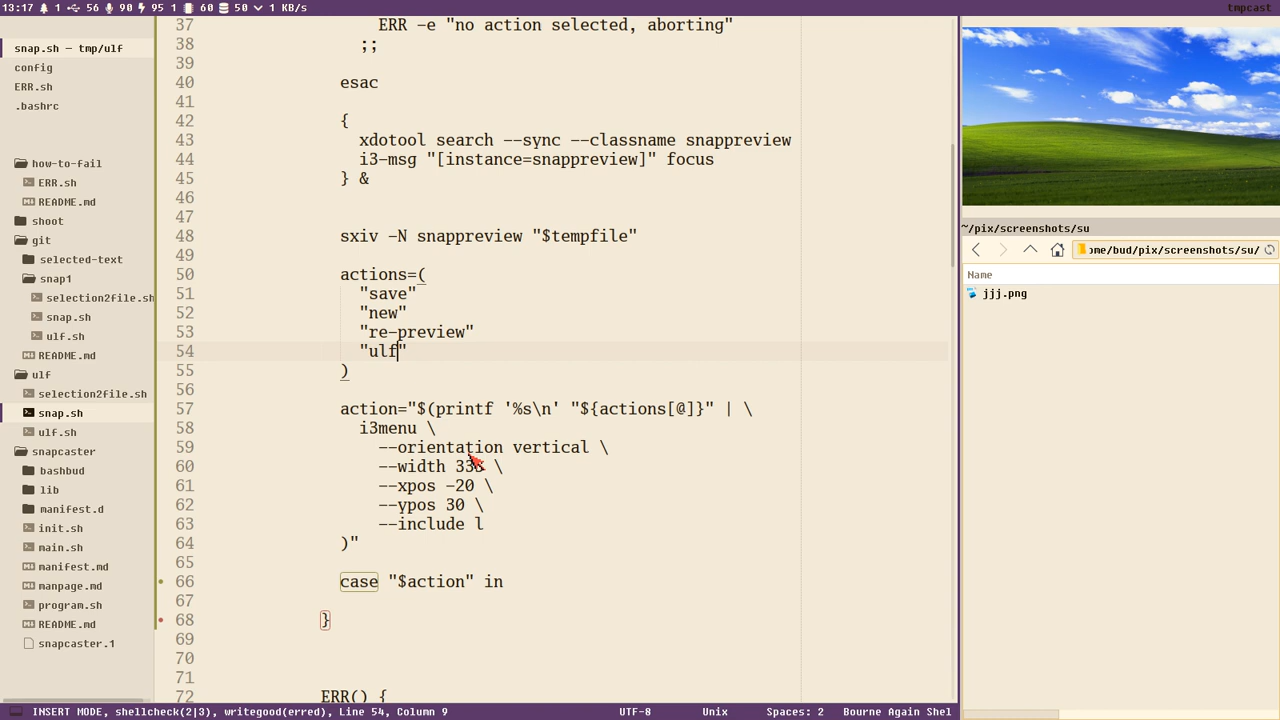 13:17 1 56 90 95 1 60 50 1 KB/s
tmpcast
snap.sh — tmp/ulf
config
ERR.sh
.bashrc
how-to-fail
ERR.sh
README.md
shoot
git
selected-text
snap1
selection2file.sh
snap.sh
ulf.sh
README.md
ulf
selection2file.sh
snap.sh
ulf.sh
snapcaster
bashbud
lib
manifest.d
init.sh
main.sh
manifest.md
manpage.md
program.sh
README.md
snapcaster.1
37 ERR -e "no action selected, aborting"
38 ;;
39
40 esac
41
42 {
43 xdotool search --sync --classname snappreview
44 i3-msg "[instance=snappreview]" focus
45 } &
46
47
48 sxiv -N snappreview "$tempfile"
49
50 actions=(
51 "save"
52 "new"
53 "re-preview"
54 "ulf"
55 )
56
57 action="$(printf '%s\n' "${actions[@]}" | \
58 i3menu \
59 --orientation vertical \
60 --width 335 \
61 --xpos -20 \
62 --ypos 30 \
63 --include l
64 )"
65
66 case "$action" in
67
68 }
69
70
71
72 ERR() {
~/pix/screenshots/su
ome/bud/pix/screenshots/su/
Name
jjj.png
INSERT MODE, shellcheck(2|3), writegood(erred), Line 54, Column 9 UTF-8 Unix Spaces: 2 Bourne Again Shel